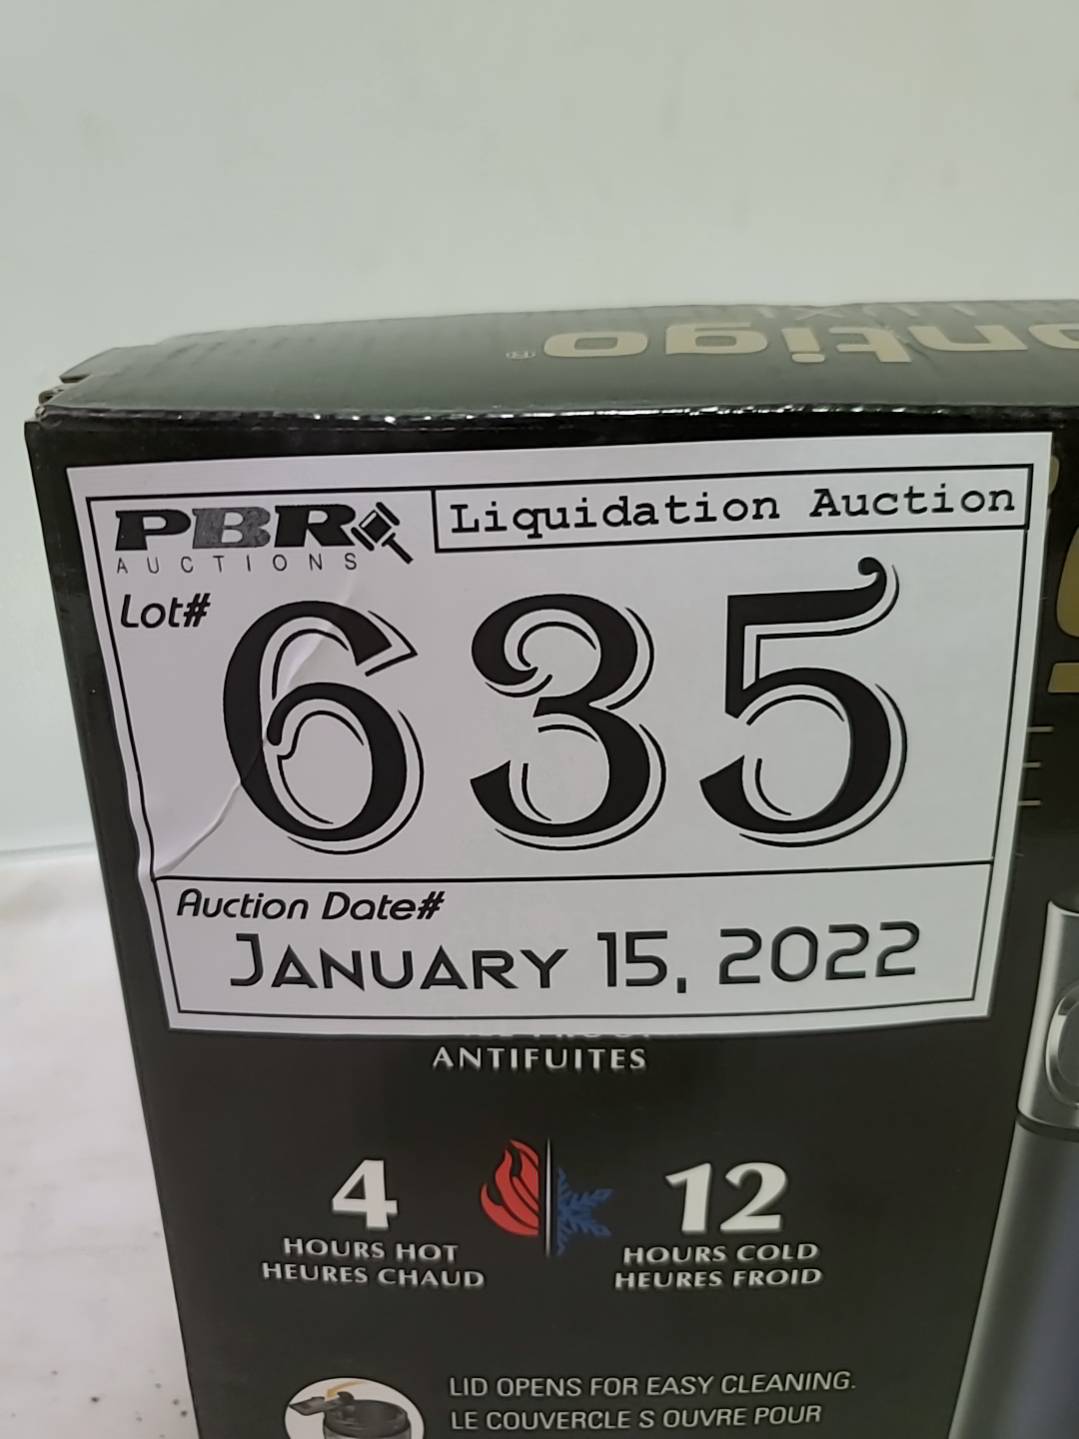 ontigo®
PBR
AUCTIONS
Liquidation Auction
Lot#
635
Auction Date#
JANUARY 15, 2022
ANTIFUITES
4
HOURS HOT
HEURES CHAUD
12
HOURS COLD
HEURES FROID
LID OPENS FOR EASY CLEANING.
LE COUVERCLE S OUVRE POUR